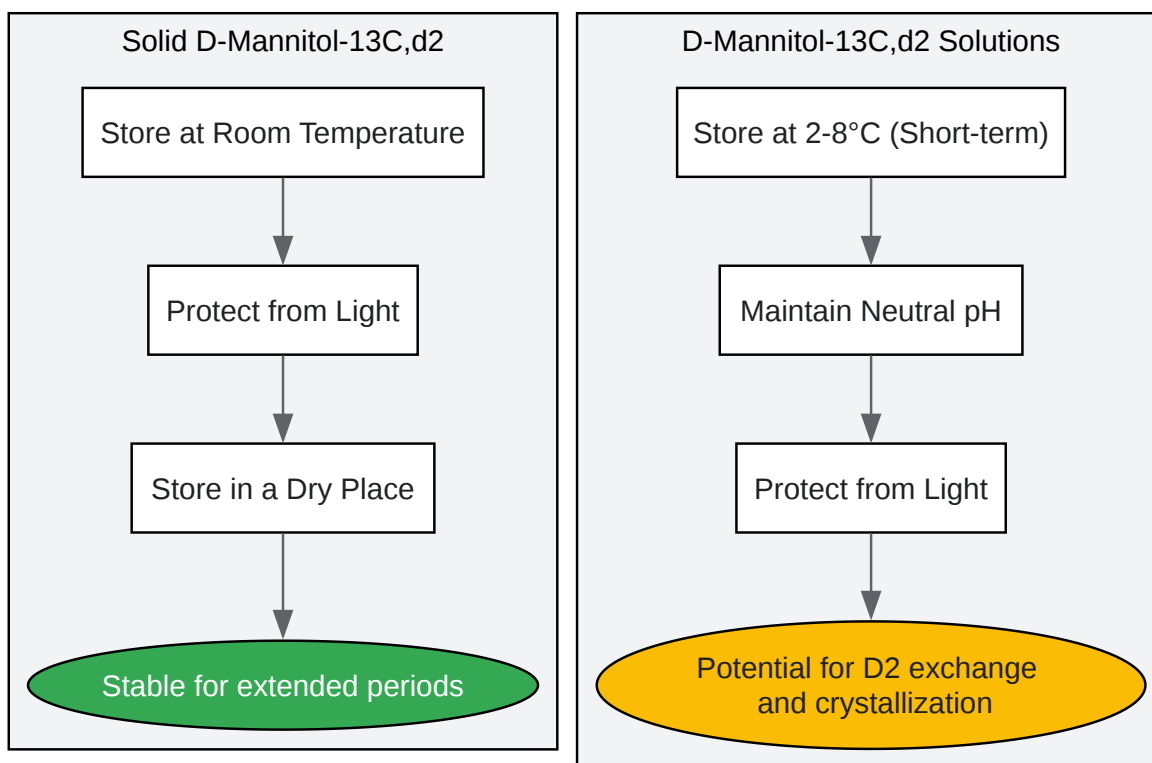 Solid D-Mannitol-13C,d2
Store at Room Temperature
Protect from Light
Store in a Dry Place
Stable for extended periods
D-Mannitol-13C,d2 Solutions
Store at 2-8°C (Short-term)
Maintain Neutral pH
Protect from Light
Potential for D2 exchange
and crystallization